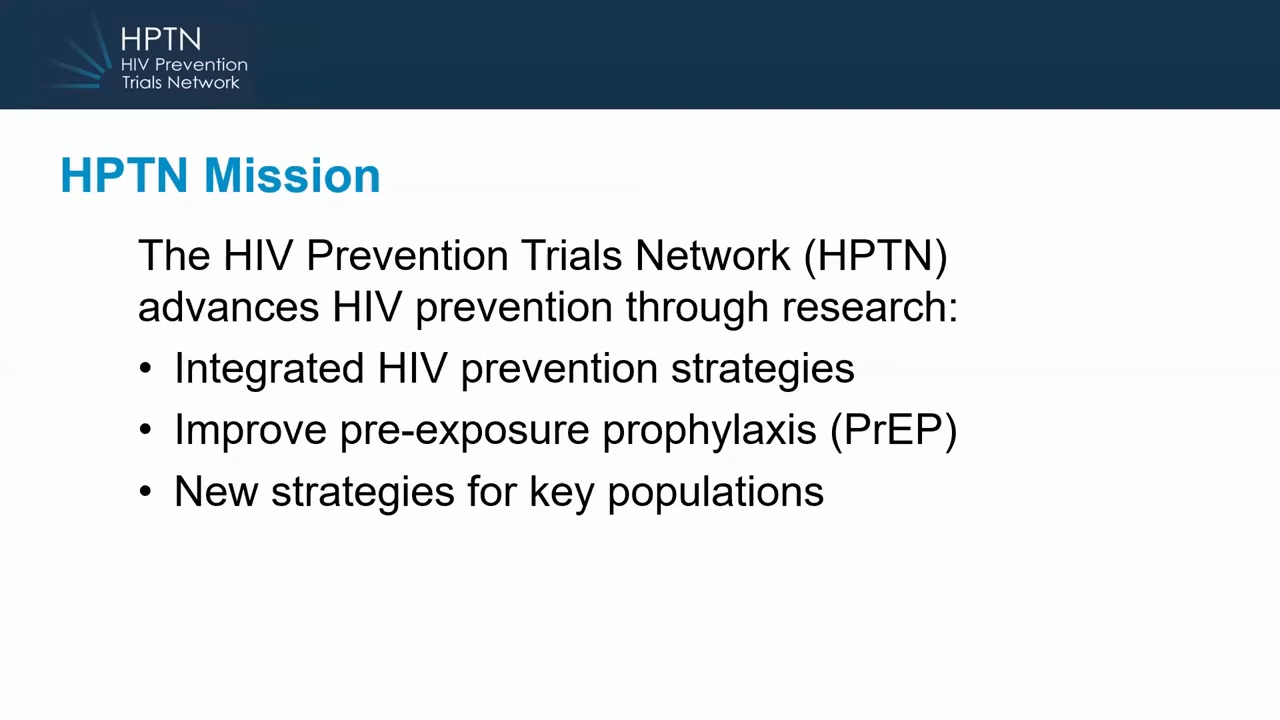 HPTN
HIV Prevention
Trials Network
HPTN Mission
The HIV Prevention Trials Network (HPTN)
advances HIV prevention through research:
• Integrated HIV prevention strategies
• Improve pre-exposure prophylaxis (PrEP)
• New strategies for key populations